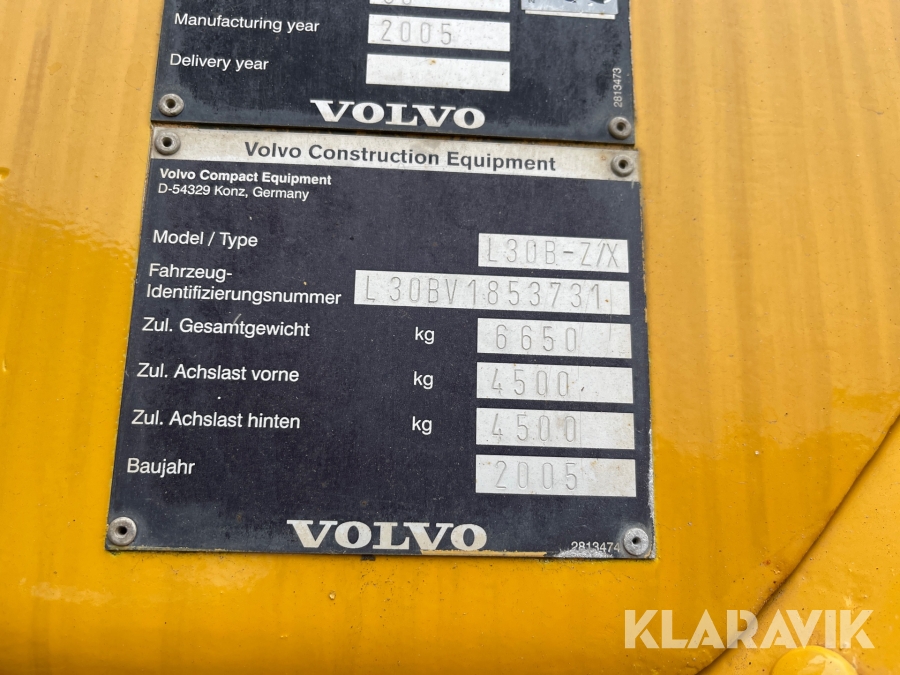 Manufacturing year 2005
Delivery year
2813473
VOLVO
Volvo Construction Equipment
Volvo Compact Equipment
D-54329 Konz, Germany
Model / Type L30B-Z/X
Fahrzeug-
Identifizierungsnummer L30BV1853731
Zul. Gesamtgewicht kg 6650
Zul. Achslast vorne kg 4500
Zul. Achslast hinten kg 4500
Baujahr 2005
VOLVO
2813474
KLARAVIK